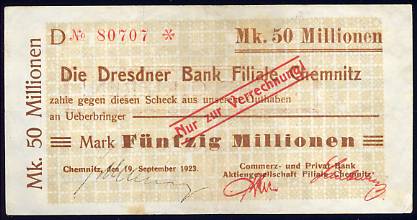 Mk. 50 Millionen
D № 80707 *
Mk. 50 Millionen
Die Dresdner Bank Filiale Chemnitz
zahle gegen diesen Scheck aus unserem Guthaben
an Ueberbringer
Nur zur Verrechnung!
Mark Fünfzig Millionen
Chemnitz, den 19. September 1923.
Commerz- und Privat-Bank
Aktiengesellschaft Filiale Chemnitz.